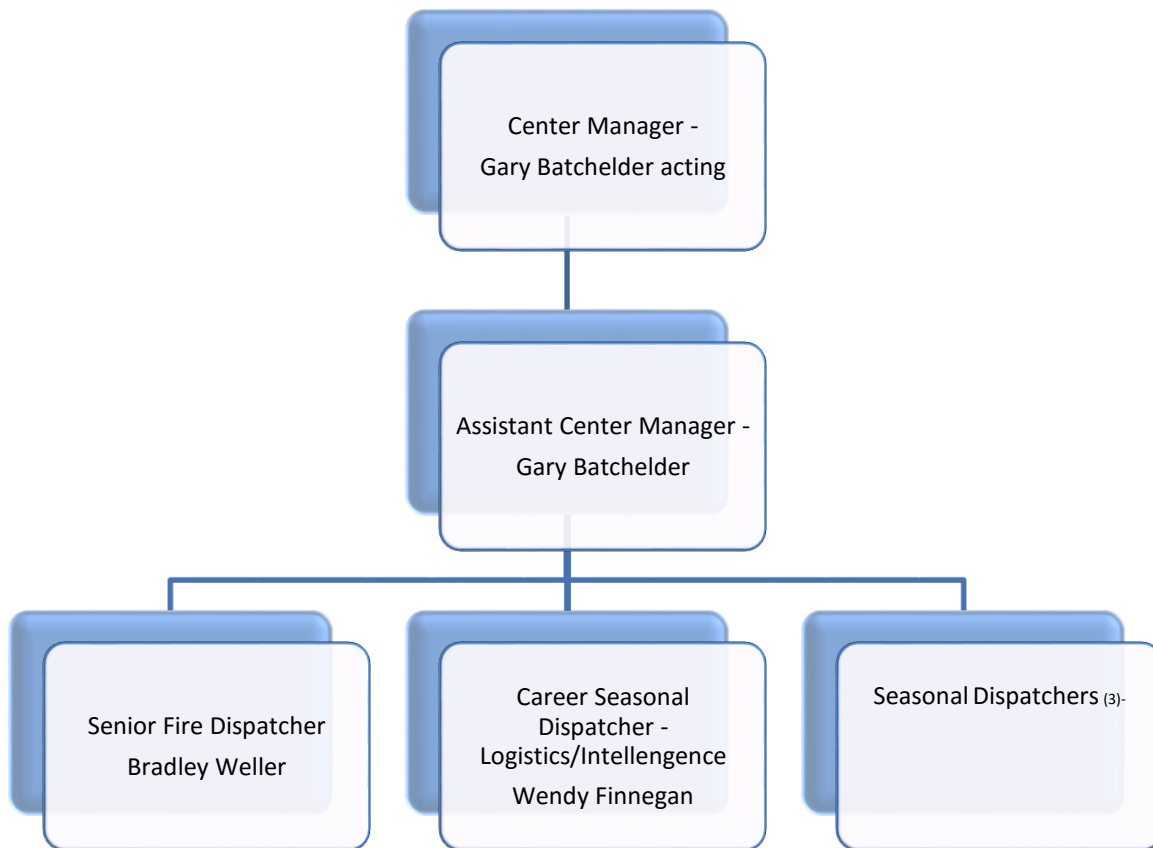 Center Manager -
Gary Batchelder acting
Assistant Center Manager -
Gary Batchelder
Senior Fire Dispatcher
Bradley Weller
Career Seasonal
Dispatcher -
Logistics/Intellengence
Wendy Finnegan
Seasonal Dispatchers (3)-